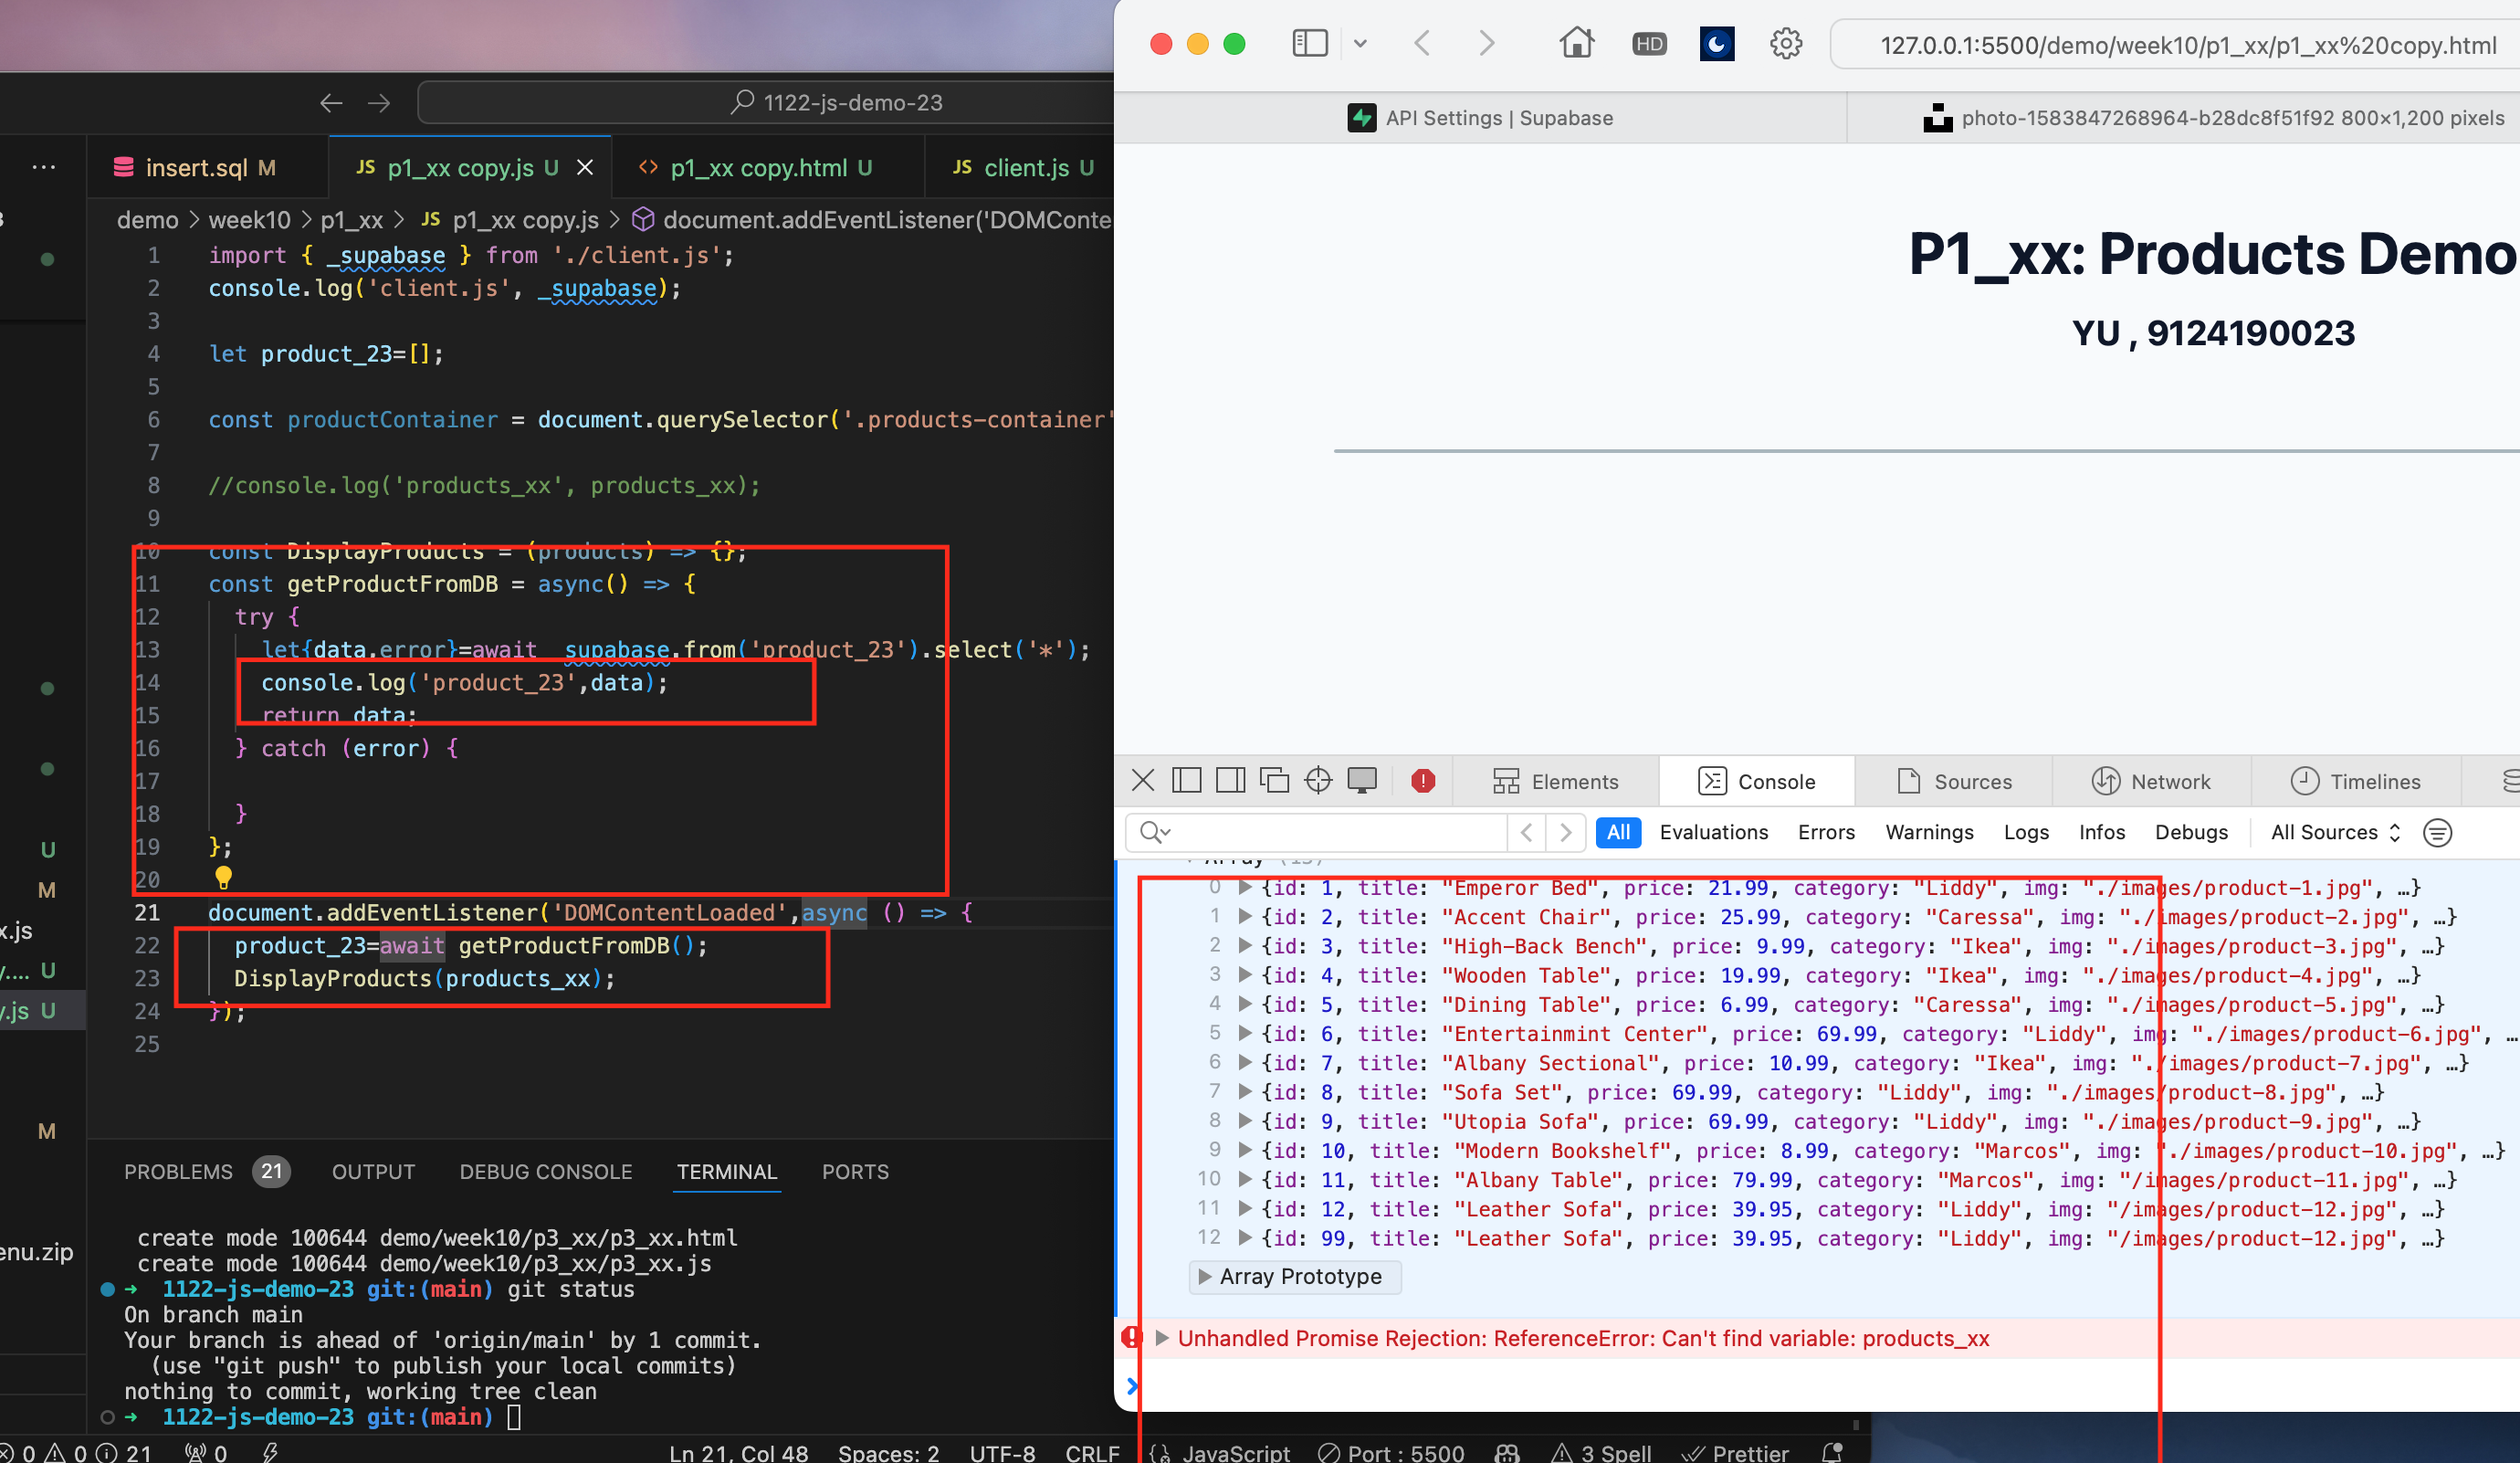 1122-js-demo-23
insert.sql M
JS p1_xx copy.js U
<> p1_xx copy.html U
JS client.js U
demo > week10 > p1_xx > JS p1_xx copy.js > document.addEventListener('DOMConte
1 import { _supabase } from './client.js';
2 console.log('client.js', _supabase);
3
4 let product_23=[];
5
6 const productContainer = document.querySelector('.products-container'
7
8 //console.log('products_xx', products_xx);
9
10 const DisplayProducts = (products) => {};
11 const getProductFromDB = async() => {
12 try {
13 let{data,error}=await _supabase.from('product_23').select('*');
14 console.log('product_23',data);
15 return data;
16 } catch (error) {
17
18 }
19 };
20
21 document.addEventListener('DOMContentLoaded',async () => {
22 product_23=await getProductFromDB();
23 DisplayProducts(products_xx);
24 });
25
U
M
x.js
y.... U
y.js U
M
enu.zip
PROBLEMS 21 OUTPUT DEBUG CONSOLE TERMINAL PORTS
create mode 100644 demo/week10/p3_xx/p3_xx.html
create mode 100644 demo/week10/p3_xx/p3_xx.js
➜ 1122-js-demo-23 git:(main) git status
On branch main
Your branch is ahead of 'origin/main' by 1 commit.
(use "git push" to publish your local commits)
nothing to commit, working tree clean
➜ 1122-js-demo-23 git:(main)
0 0 21 0 Ln 21, Col 48 Spaces: 2 UTF-8 CRLF {} JavaScript Port : 5500 3 Spell Prettier
HD
127.0.0.1:5500/demo/week10/p1_xx/p1_xx%20copy.html
API Settings | Supabase
photo-1583847268964-b28dc8f51f92 800×1,200 pixels
P1_xx: Products Demo
YU , 9124190023
Elements Console Sources Network Timelines
All Evaluations Errors Warnings Logs Infos Debugs All Sources
Array (13)
0 {id: 1, title: "Emperor Bed", price: 21.99, category: "Liddy", img: "./images/product-1.jpg", …}
1 {id: 2, title: "Accent Chair", price: 25.99, category: "Caressa", img: "./images/product-2.jpg", …}
2 {id: 3, title: "High-Back Bench", price: 9.99, category: "Ikea", img: "./images/product-3.jpg", …}
3 {id: 4, title: "Wooden Table", price: 19.99, category: "Ikea", img: "./images/product-4.jpg", …}
4 {id: 5, title: "Dining Table", price: 6.99, category: "Caressa", img: "./images/product-5.jpg", …}
5 {id: 6, title: "Entertainmint Center", price: 69.99, category: "Liddy", img: "./images/product-6.jpg", …
6 {id: 7, title: "Albany Sectional", price: 10.99, category: "Ikea", img: "./images/product-7.jpg", …}
7 {id: 8, title: "Sofa Set", price: 69.99, category: "Liddy", img: "./images/product-8.jpg", …}
8 {id: 9, title: "Utopia Sofa", price: 69.99, category: "Liddy", img: "./images/product-9.jpg", …}
9 {id: 10, title: "Modern Bookshelf", price: 8.99, category: "Marcos", img: "./images/product-10.jpg", …}
10 {id: 11, title: "Albany Table", price: 79.99, category: "Marcos", img: "/images/product-11.jpg", …}
11 {id: 12, title: "Leather Sofa", price: 39.95, category: "Liddy", img: "/images/product-12.jpg", …}
12 {id: 99, title: "Leather Sofa", price: 39.95, category: "Liddy", img: "/images/product-12.jpg", …}
Array Prototype
Unhandled Promise Rejection: ReferenceError: Can't find variable: products_xx